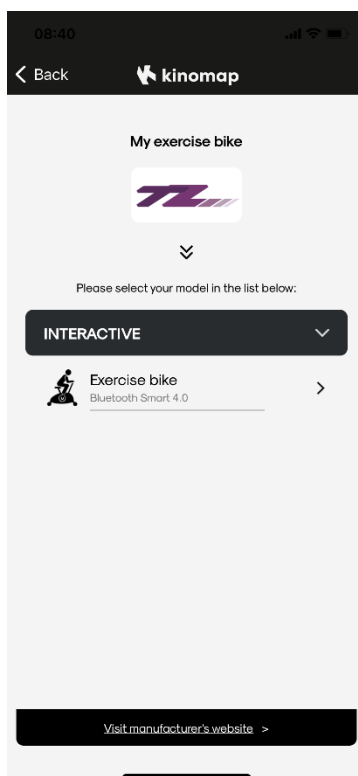 08:40
Back
kinomap
My exercise bike
TZ
Please select your model in the list below:
INTERACTIVE
Exercise bike
Bluetooth Smart 4.0
Visit manufacturer's website >